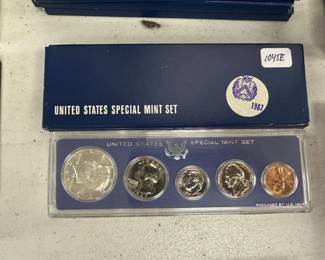 1045E
UNITED STATES SPECIAL MINT SET
1967
UNITED STATES SPECIAL MINT SET